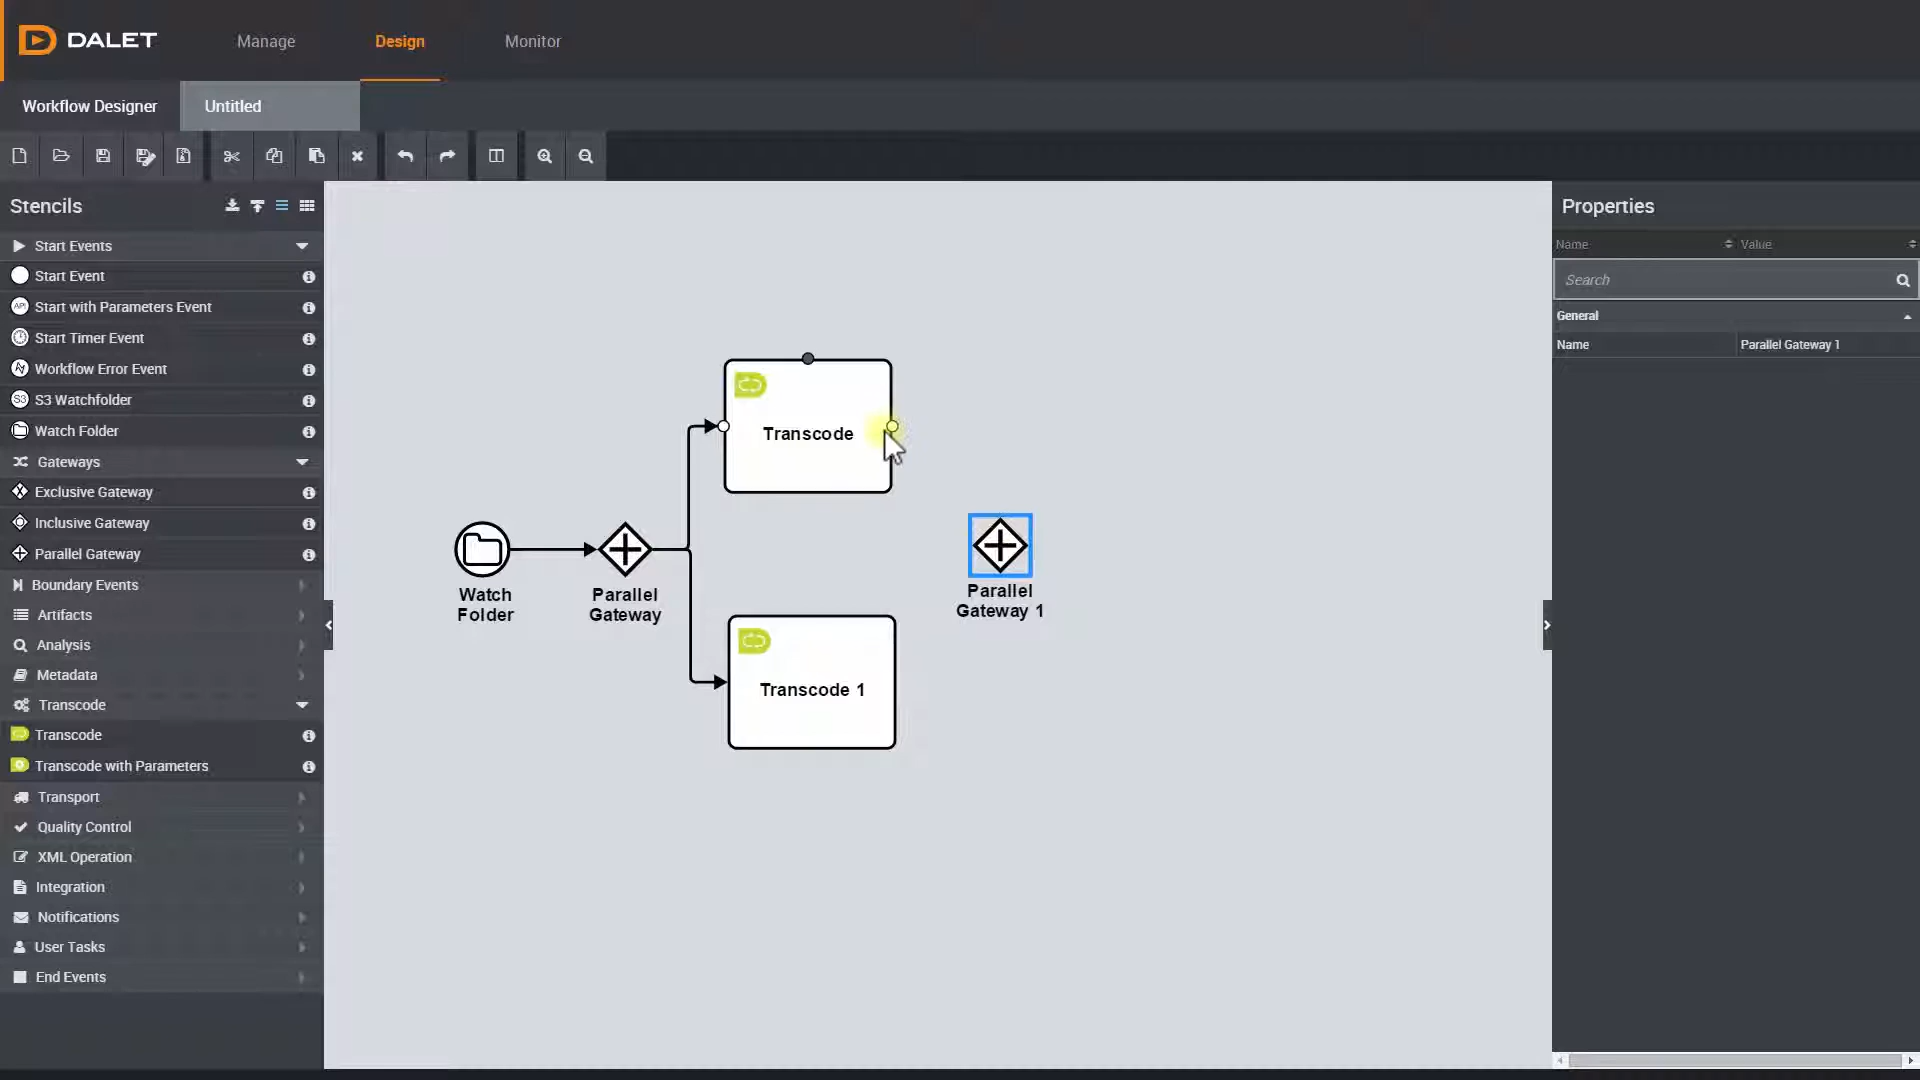 DALET
Manage
Design
Monitor
Workflow Designer
Untitled
Stencils
Start Events
Start Event
API
Start with Parameters Event
Start Timer Event
Workflow Error Event
S3
S3 Watchfolder
Watch Folder
Gateways
Exclusive Gateway
Inclusive Gateway
Parallel Gateway
Boundary Events
Artifacts
Analysis
Metadata
Transcode
Transcode
Transcode with Parameters
Transport
Quality Control
XML Operation
Integration
Notifications
User Tasks
End Events
Watch
Folder
Parallel
Gateway
Transcode
Transcode 1
Parallel
Gateway 1
Properties
Name
Value
Search
General
Name
Parallel Gateway 1